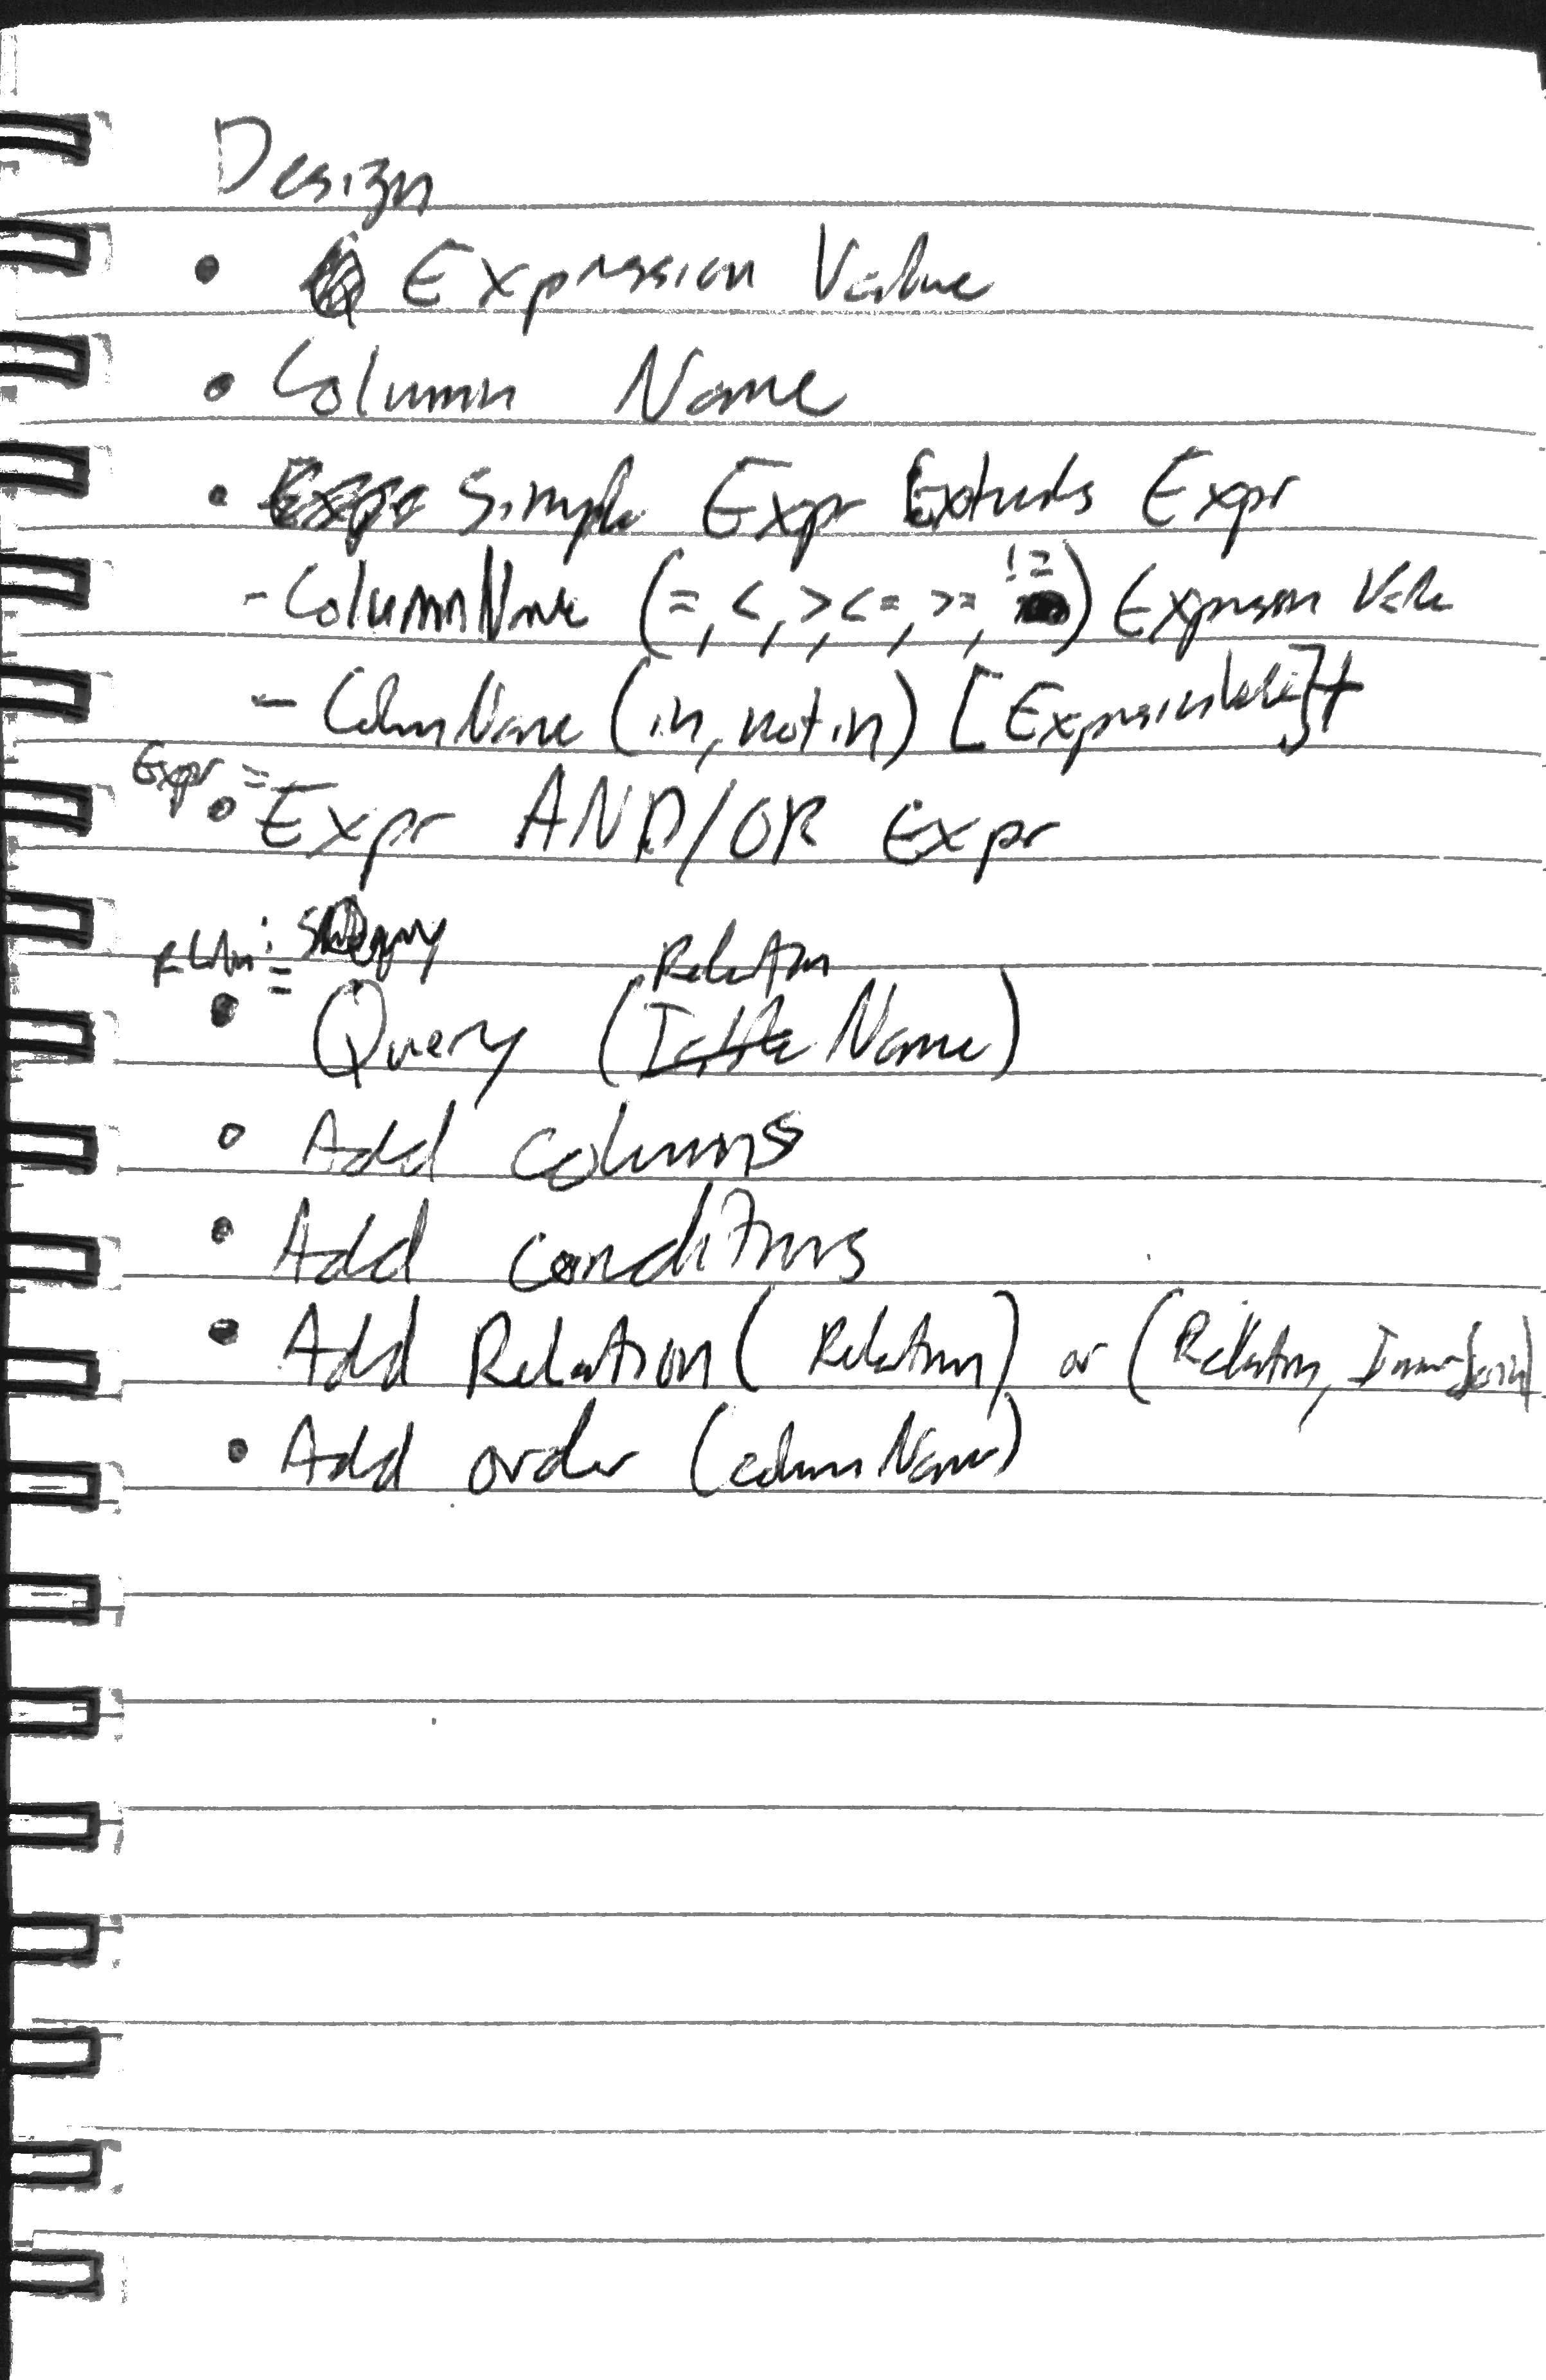 Design
• Expression Value
• Column Name
• Simple Expr Extends Expr
- ColumnName (=, <, >, <=, >=, !=) Expression Value
- ColumnName (in, not in) [ExpressionValue]+
Expr =
• Expr AND/OR Expr
Relation
• Query (Table Name)
• Add columns
• Add conditions
• Add Relation (Relation) or (Relation, InnerJoin)
• Add order (columnName)